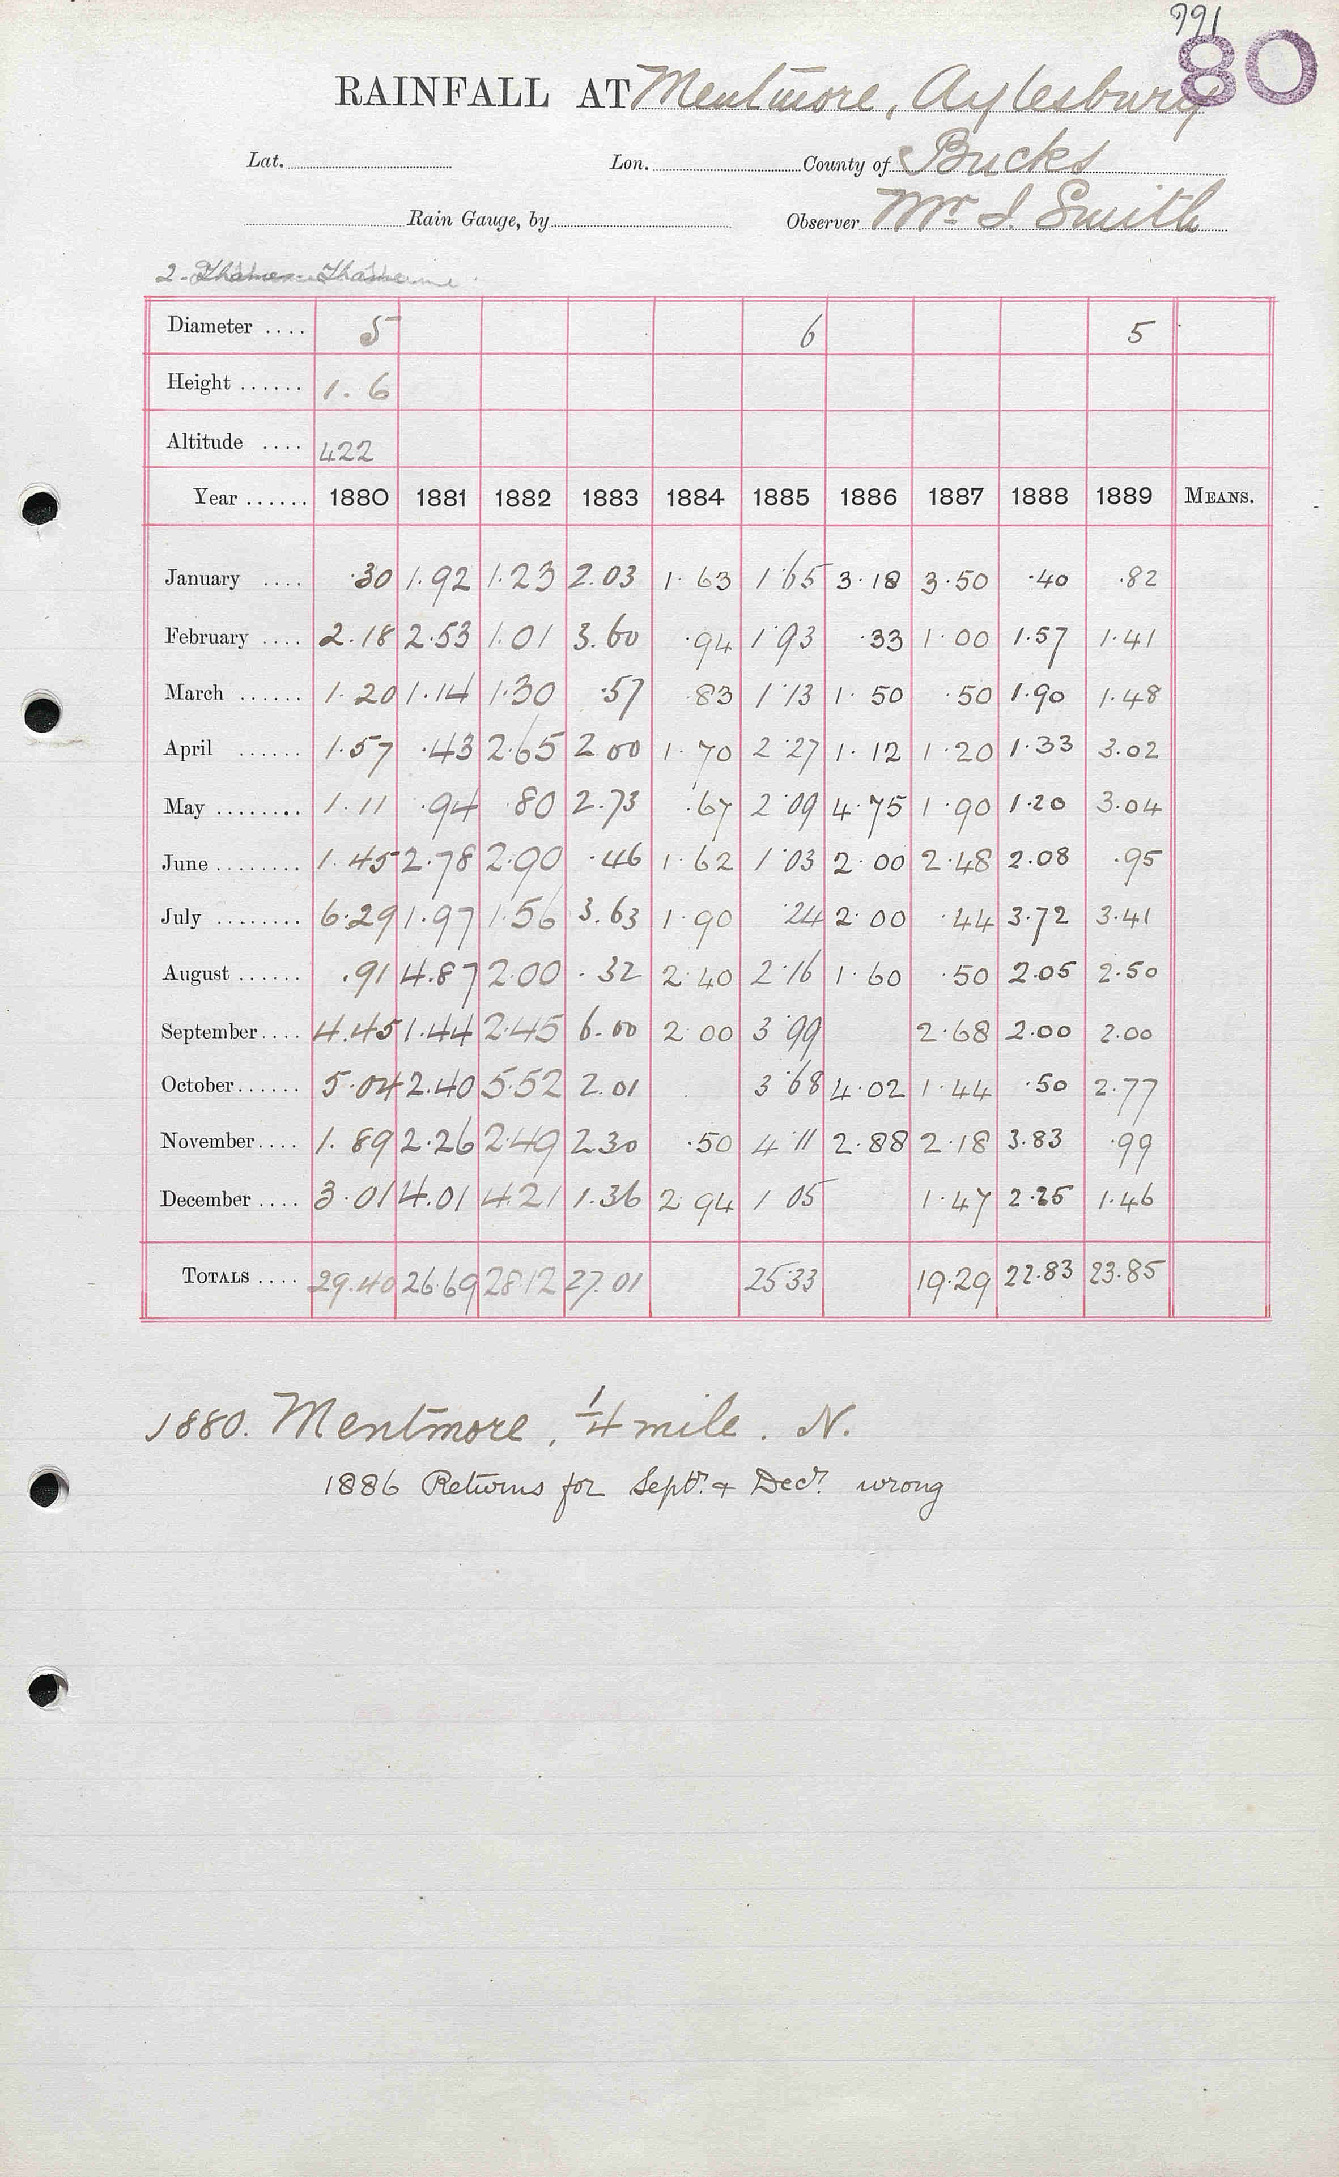 991
80
RAINFALL AT Mentmore, Aylesbury
Lat. Lon. County of Bucks
Rain Gauge, by Observer Mr J. Smith
2.
Diameter .... 5 6 5
Height ...... 1. 6
Altitude .... 422
Year ...... 1880 1881 1882 1883 1884 1885 1886 1887 1888 1889 MEANS.
January .... .30 1.92 1.23 2.03 1.63 1.65 3.18 3.50 .40 .82
February .... 2.18 2.53 1.01 3.60 .94 1.93 .33 1.00 1.57 1.41
March ...... 1.20 1.14 1.30 .57 .83 1.13 1.50 .50 1.90 1.48
April ...... 1.57 .43 2.65 2 00 1.70 2.27 1.12 1.20 1.33 3.02
May ........ 1.11 .94 .80 2.73 .67 2.09 4.75 1.90 1.20 3.04
June ........ 1.45 2.78 2.90 .46 1.62 1.03 2.00 2.48 2.08 .95
July ........ 6.29 1.97 1.56 3.63 1.90 .24 2.00 .44 3.72 3.41
August ...... .91 4.87 2.00 .32 2.40 2.16 1.60 .50 2.05 2.50
September .... 4.45 1.44 2.45 6.00 2.00 3.99 2.68 2.00 2.00
October ...... 5.04 2.40 5.52 2.01 3.68 4.02 1.44 .50 2.77
November .... 1.89 2.26 2.49 2.30 .50 4.11 2.88 2.18 3.83 .99
December .... 3.01 4.01 4.21 1.36 2 94 1 05 1.47 2.25 1.46
TOTALS .... 29.40 26.69 28.12 27.01 25.33 19.29 22.83 23.85
1880. Mentmore, 1/4 mile. N.
1886 Returns for Septr. & Decr. wrong